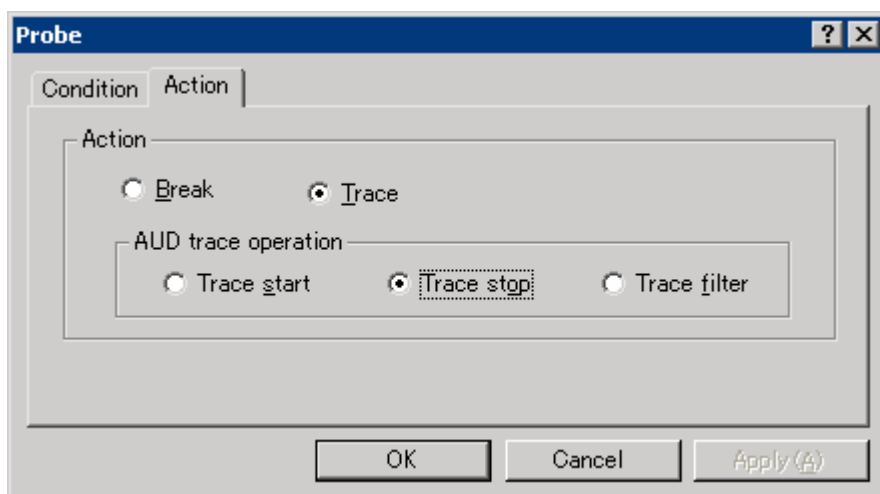 Probe
Condition Action
Action
Break Trace
AUD trace operation
Trace start Trace stop Trace filter
OK Cancel Apply (A)